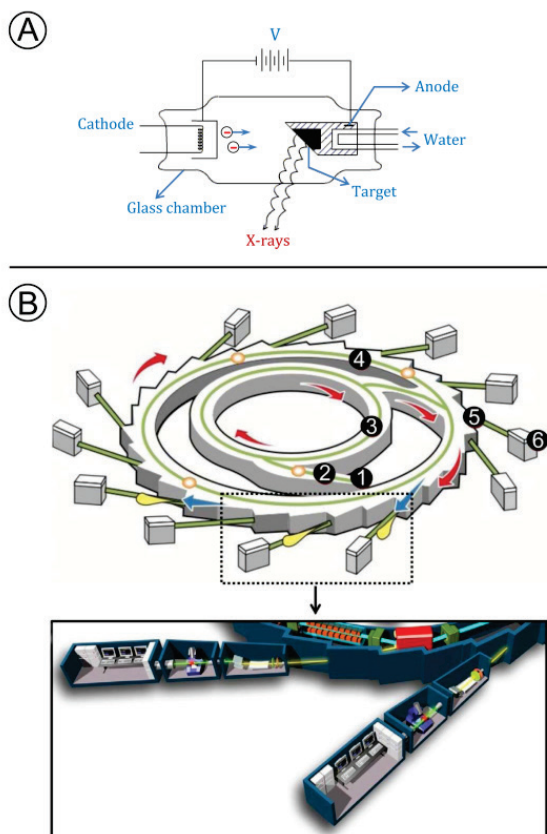 A
V
Anode
Cathode
Water
Target
Glass chamber
X-rays
B
4
5
6
3
2
1